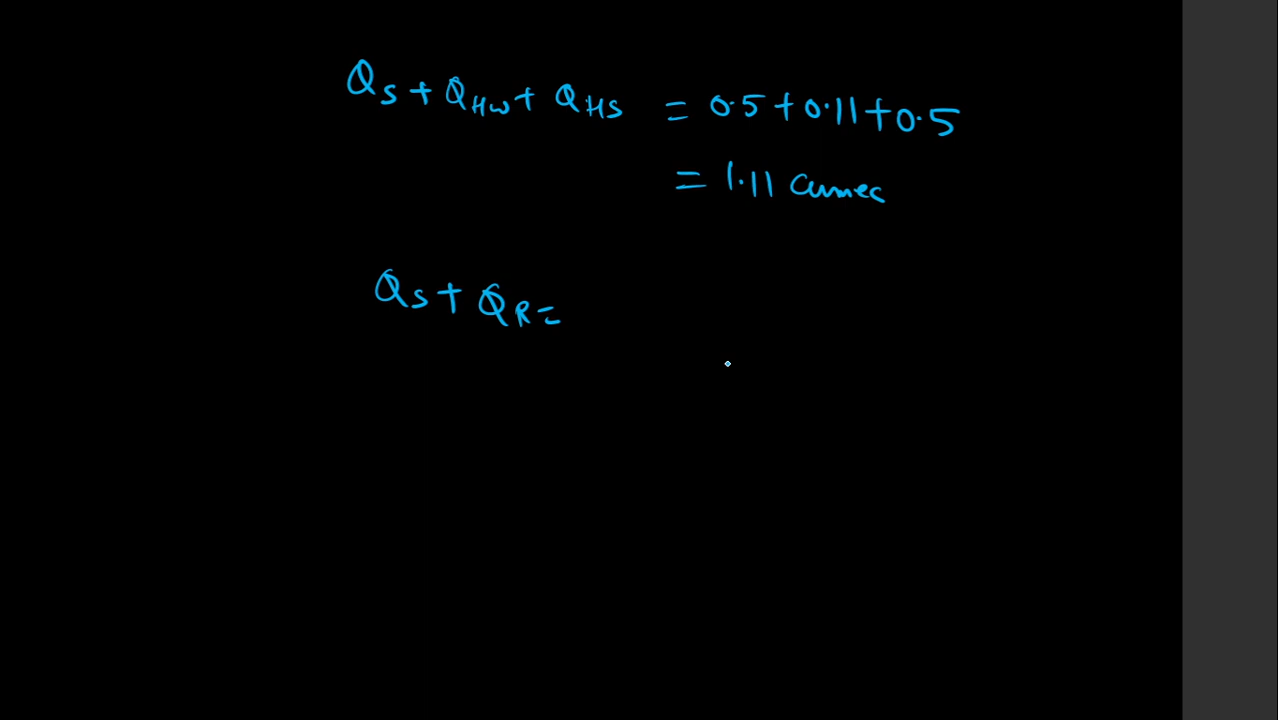 Qs + QHW + QHS = 0.5 + 0.11 + 0.5
= 1.11 cumec
Qs + QR =